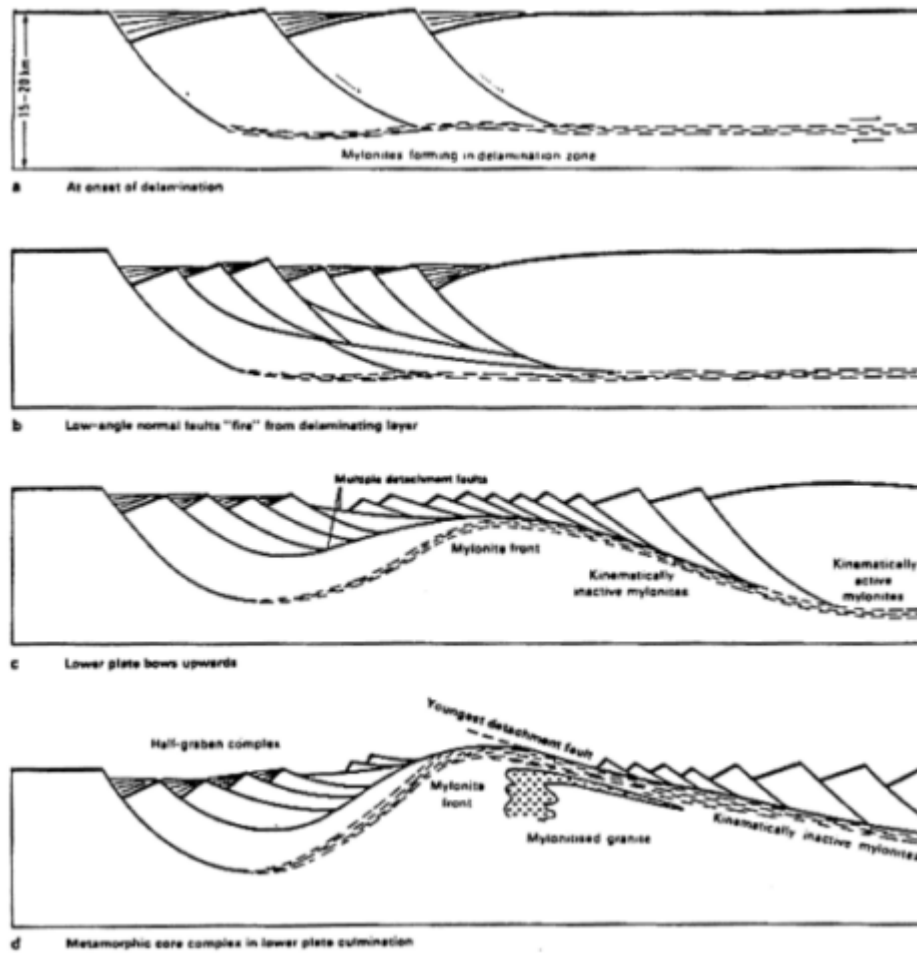 15–20 km
Mylonites forming in delamination zone
a At onset of delamination
b Low-angle normal faults "fire" from delaminating layer
Multiple detachment faults
Mylonite front
Kinematically
inactive mylonites
Kinematically
active
mylonites
c Lower plate bows upwards
Youngest detachment fault
Half-graben complex
Mylonite
front
Mylonitised granite
Kinematically inactive mylonites
d Metamorphic core complex in lower plate culmination